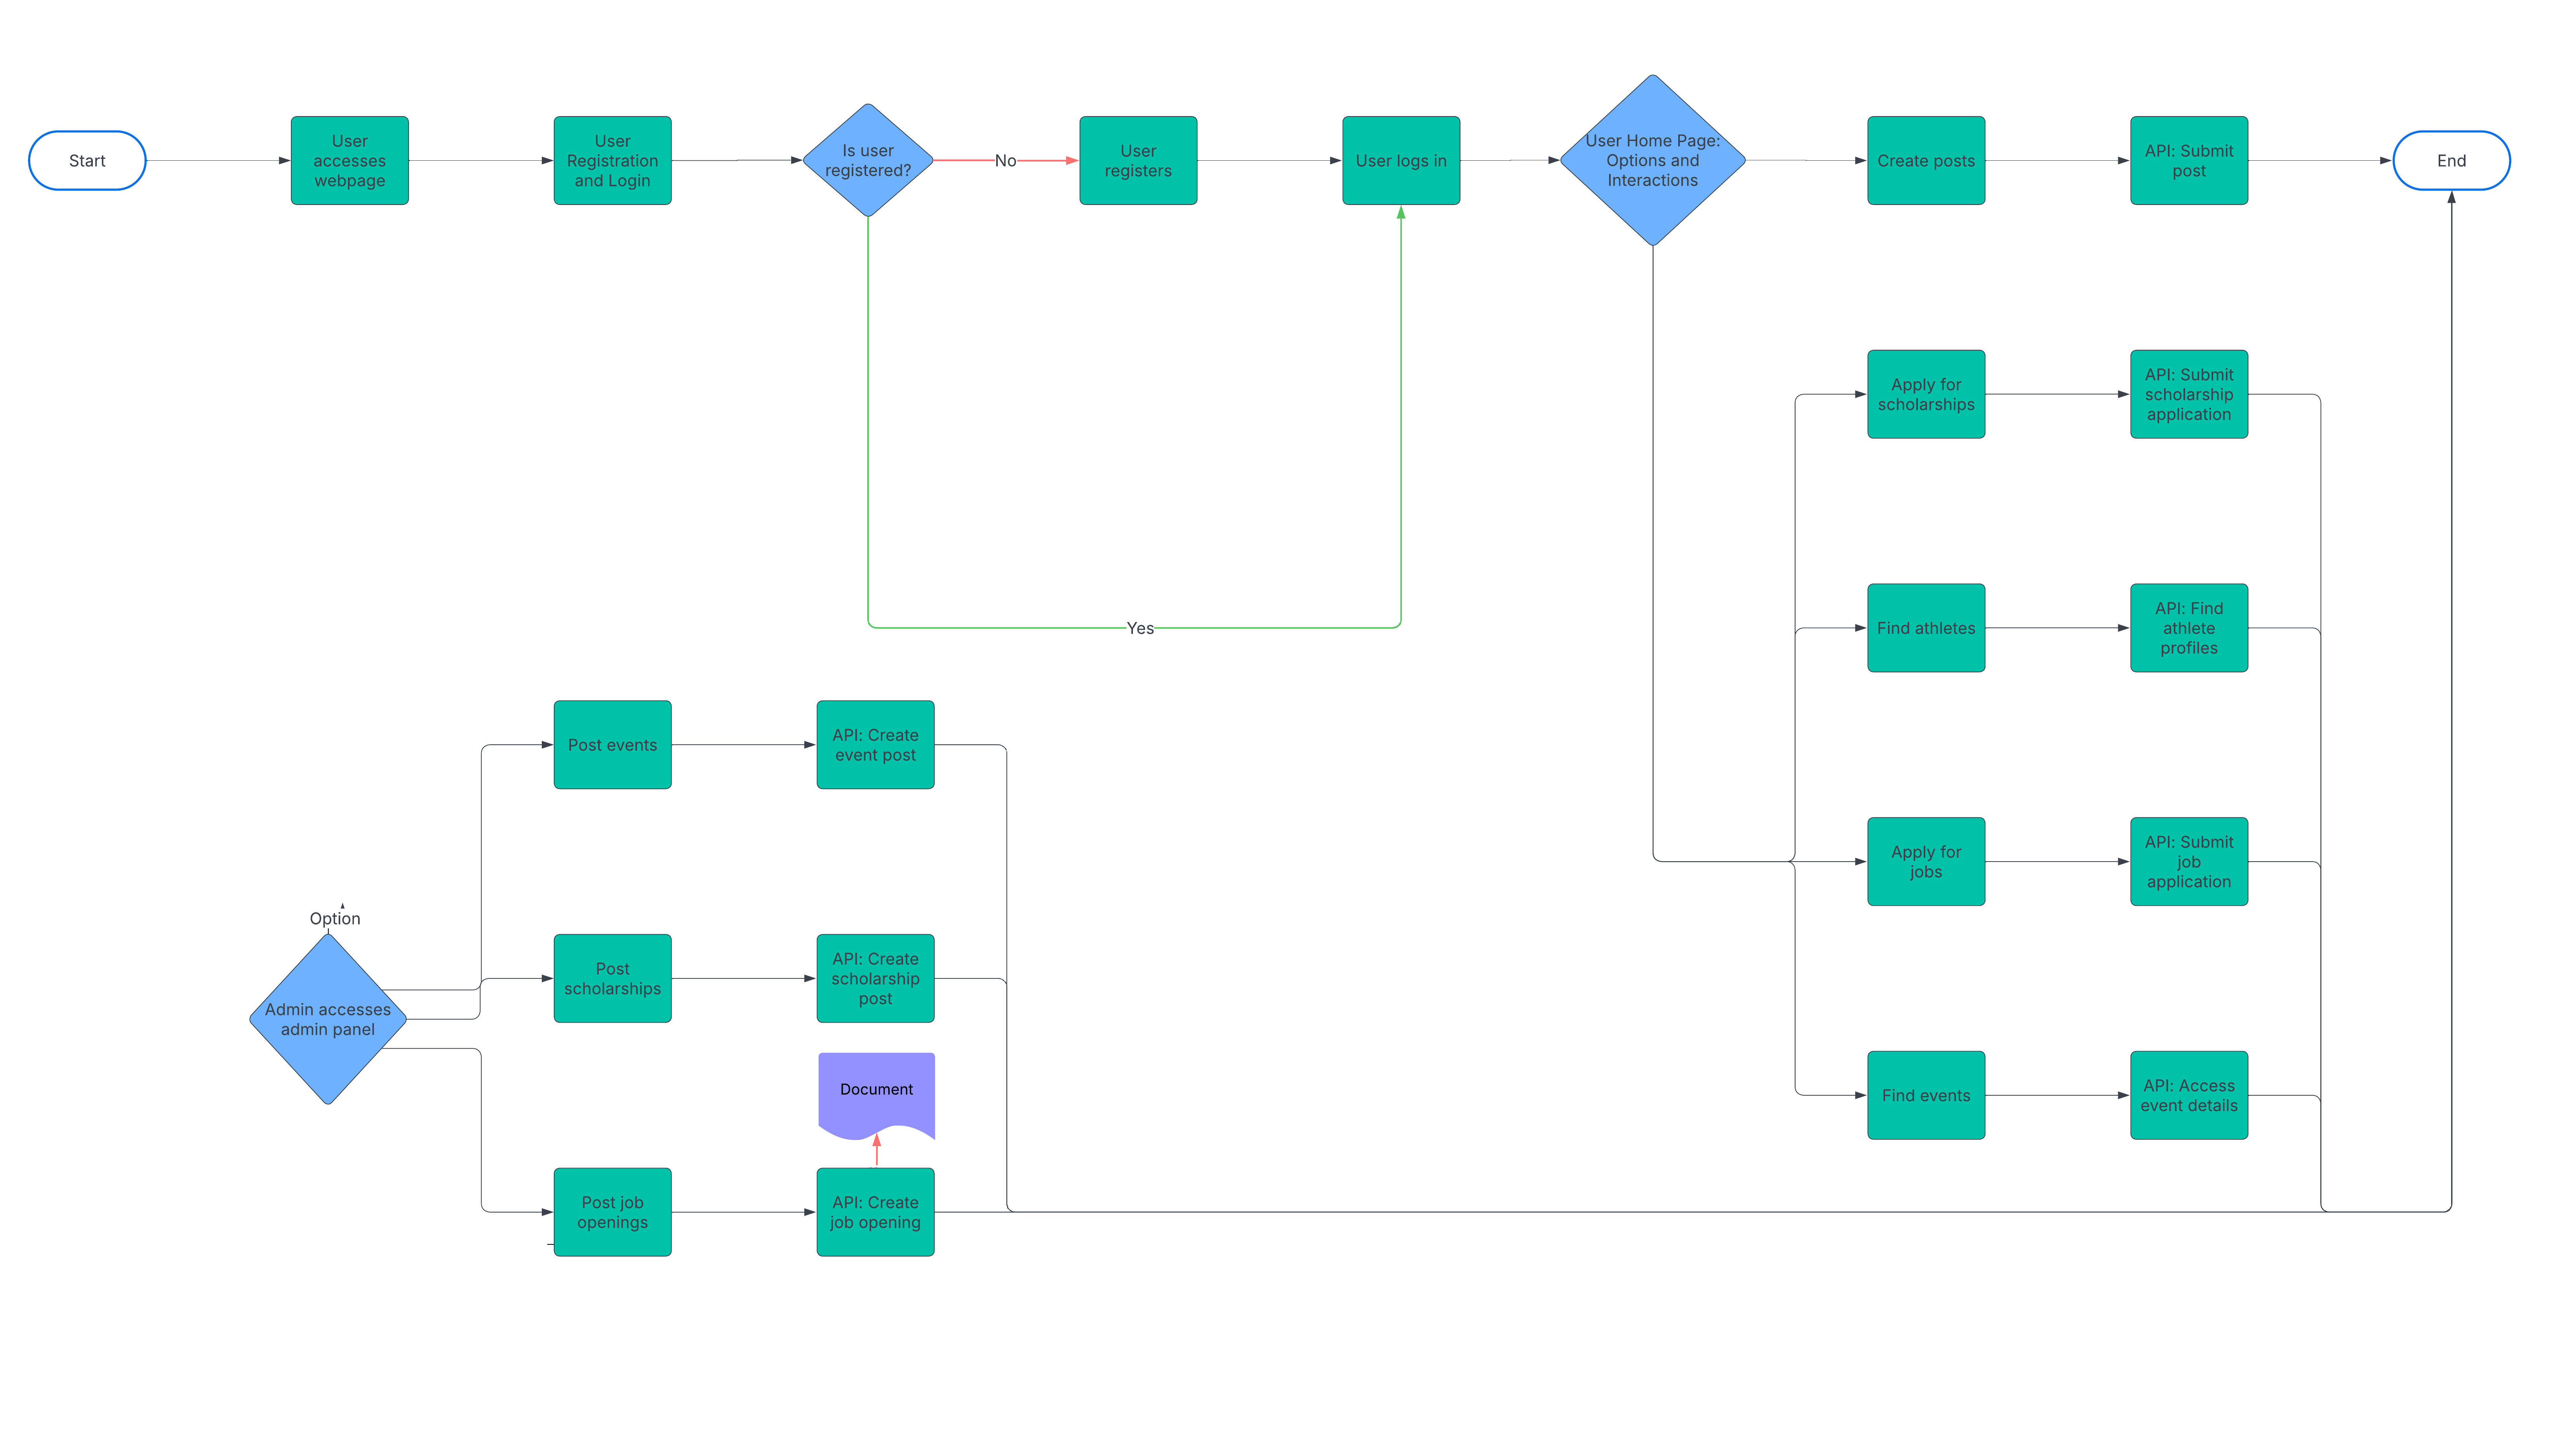 Start
User
accesses
webpage
User
Registration
and Login
Is user
registered?
No
User
registers
User logs in
User Home Page:
Options and
Interactions
Create posts
API: Submit
post
End
Apply for
scholarships
API: Submit
scholarship
application
Yes
Find athletes
API: Find
athlete
profiles
Post events
API: Create
event post
Apply for
jobs
API: Submit
job
application
Option
Admin accesses
admin panel
Post
scholarships
API: Create
scholarship
post
Document
Find events
API: Access
event details
Post job
openings
API: Create
job opening